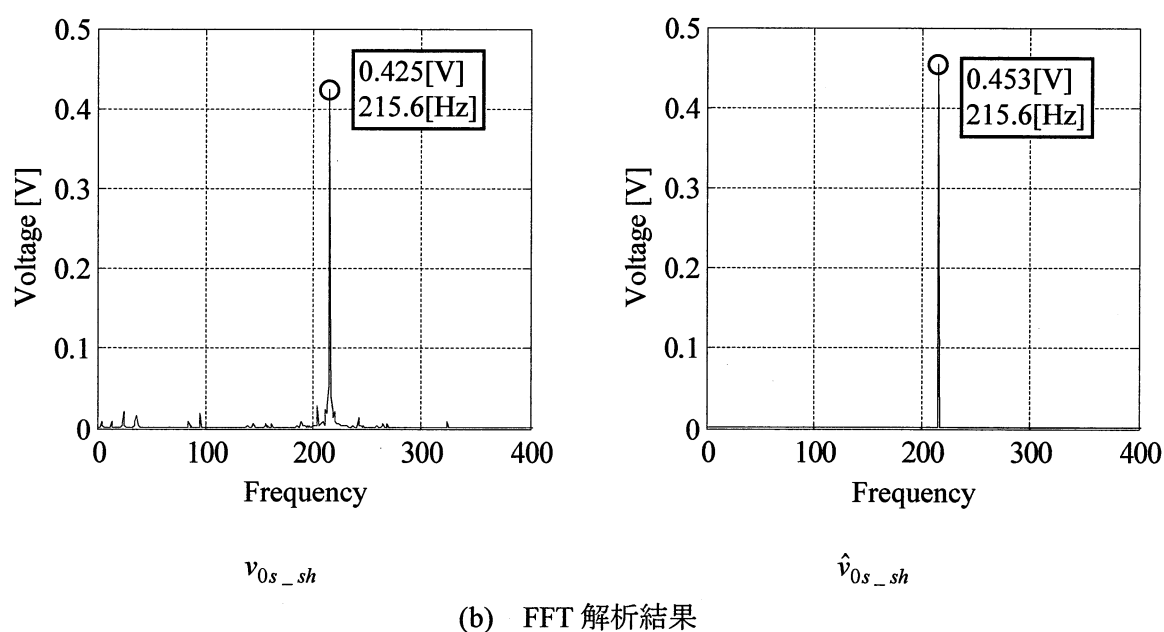 0.5
0.4
0.3
0.2
0.1
0
Voltage [V]
0.425[V]
215.6[Hz]
0
100
200
300
400
Frequency
v0s_sh
0.5
0.4
0.3
0.2
0.1
0
Voltage [V]
0.453[V]
215.6[Hz]
0
100
200
300
400
Frequency
v̂0s_sh
(b) FFT 解析結果